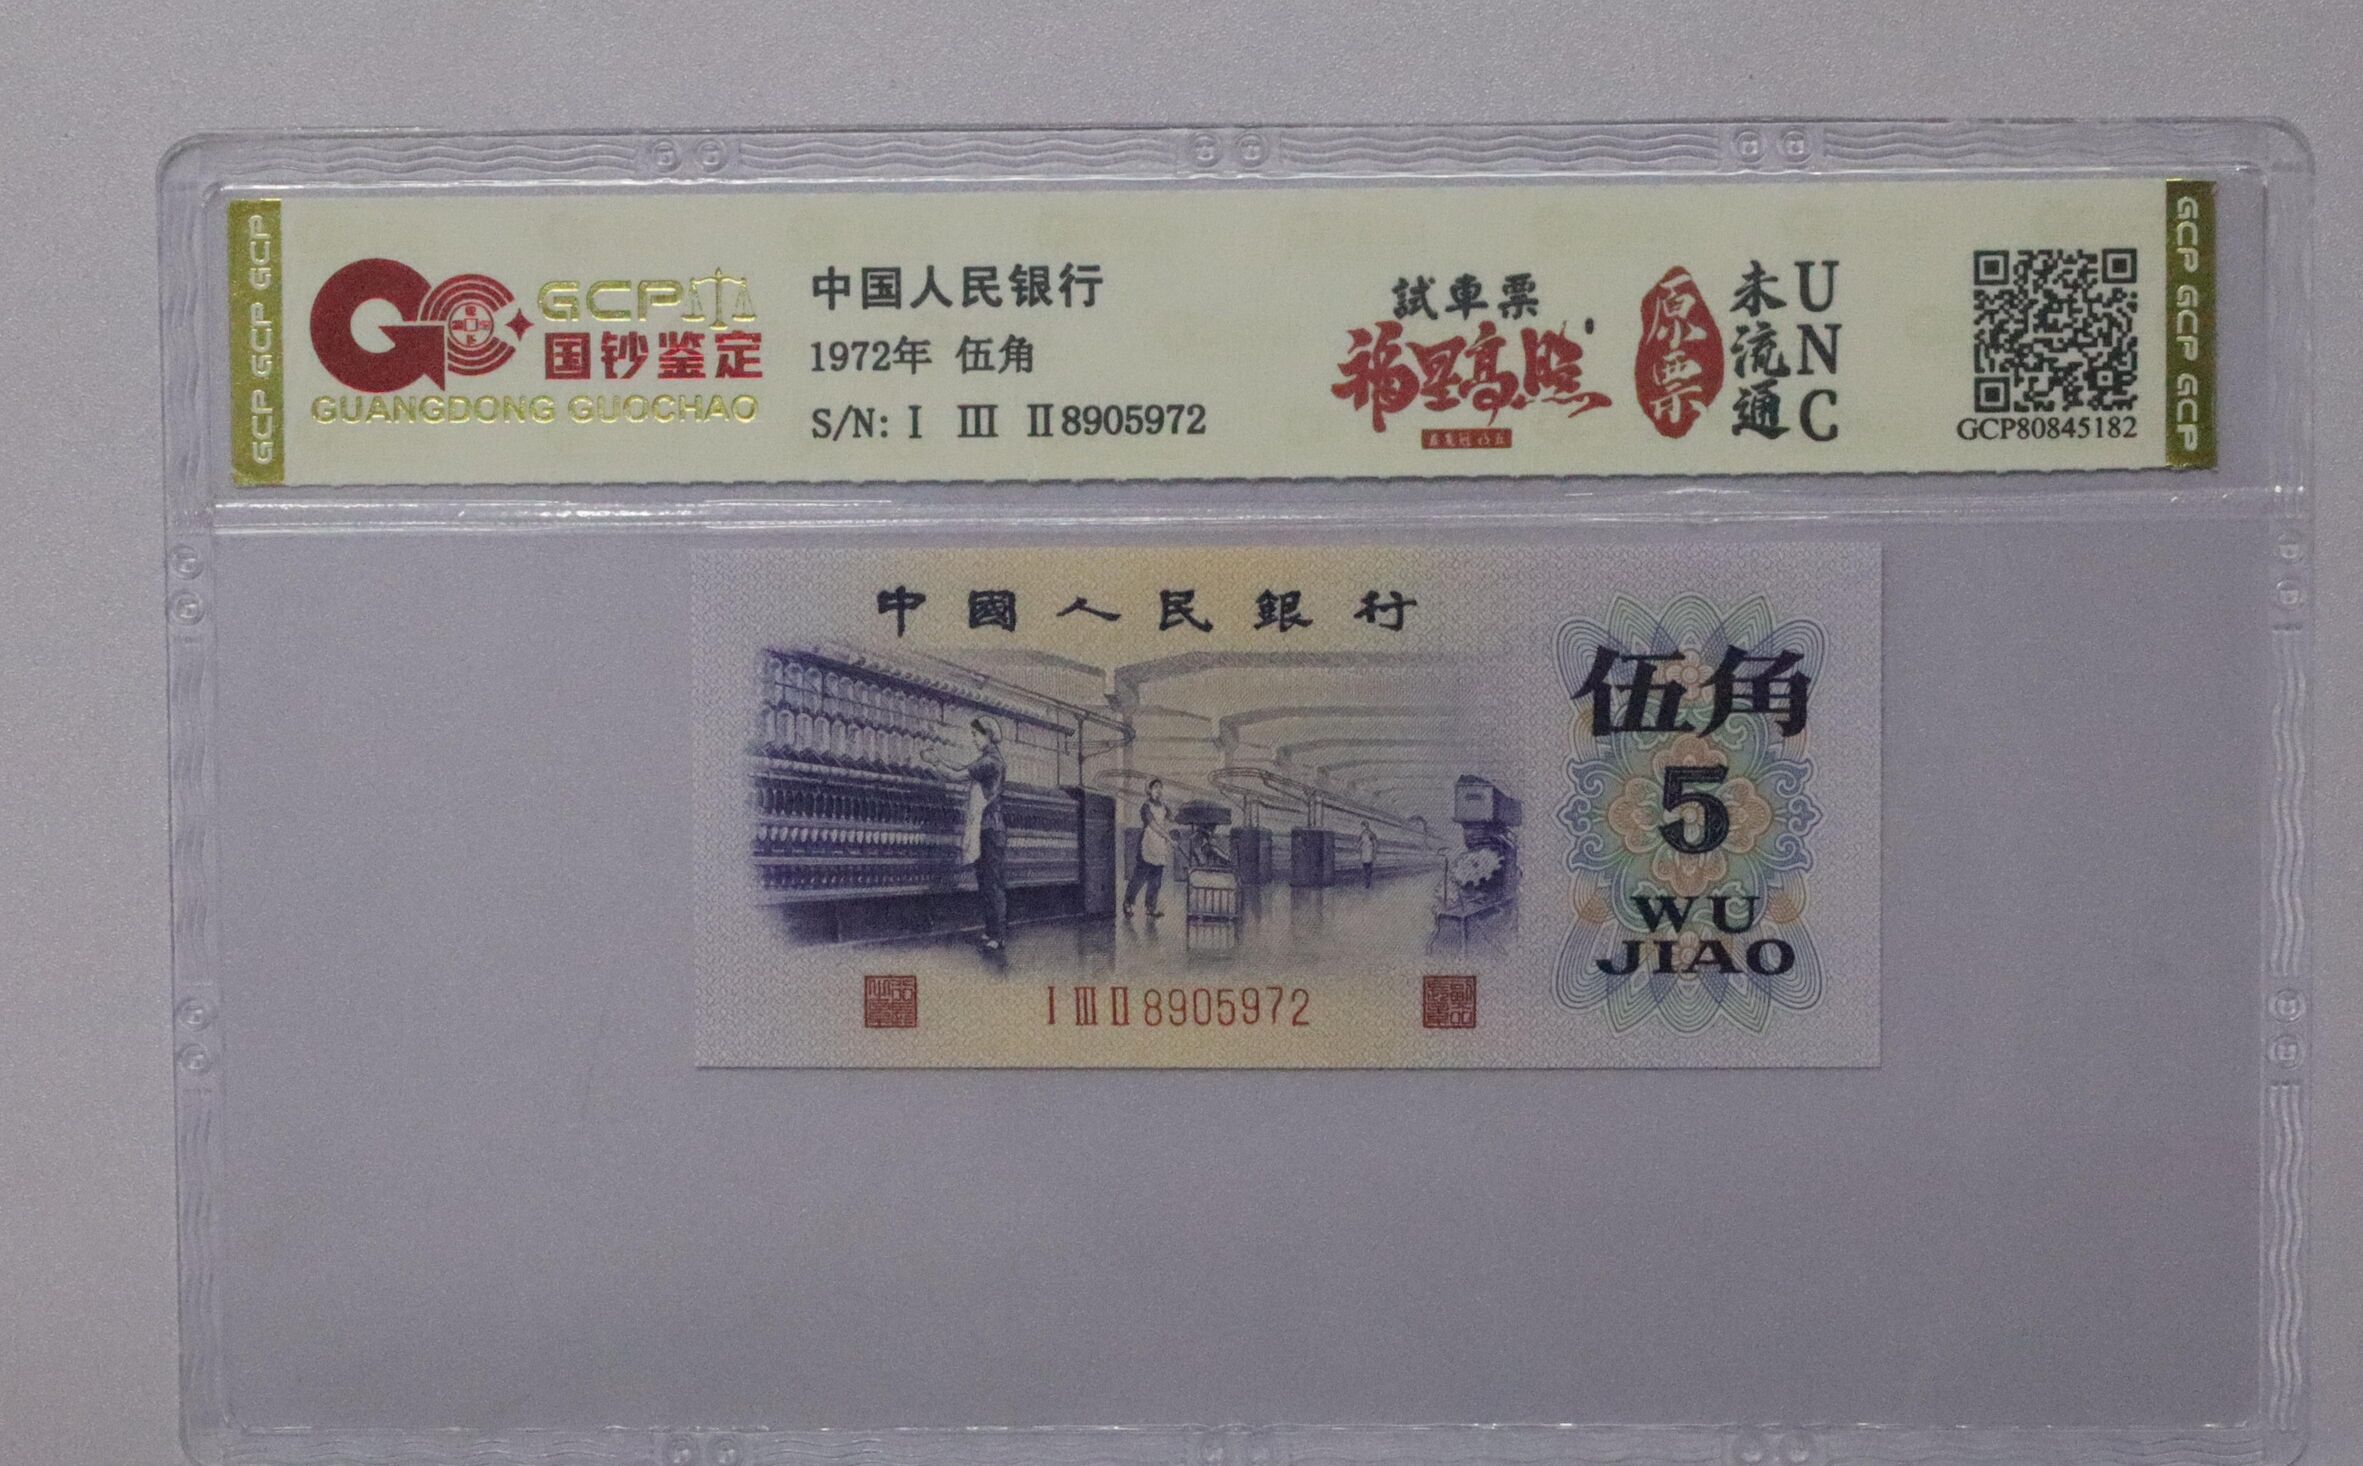 GCP GCP GCP
GCP
国钞鉴定
GUANGDONG GUOCHAO
中国人民银行
1972年 伍角
S/N: I III II8905972
試車票
福星高照
原票
未流通
UNC
GCP80845182
GCP GCP GCP
中國人民銀行
伍角
5
WU
JIAO
I III II 8905972